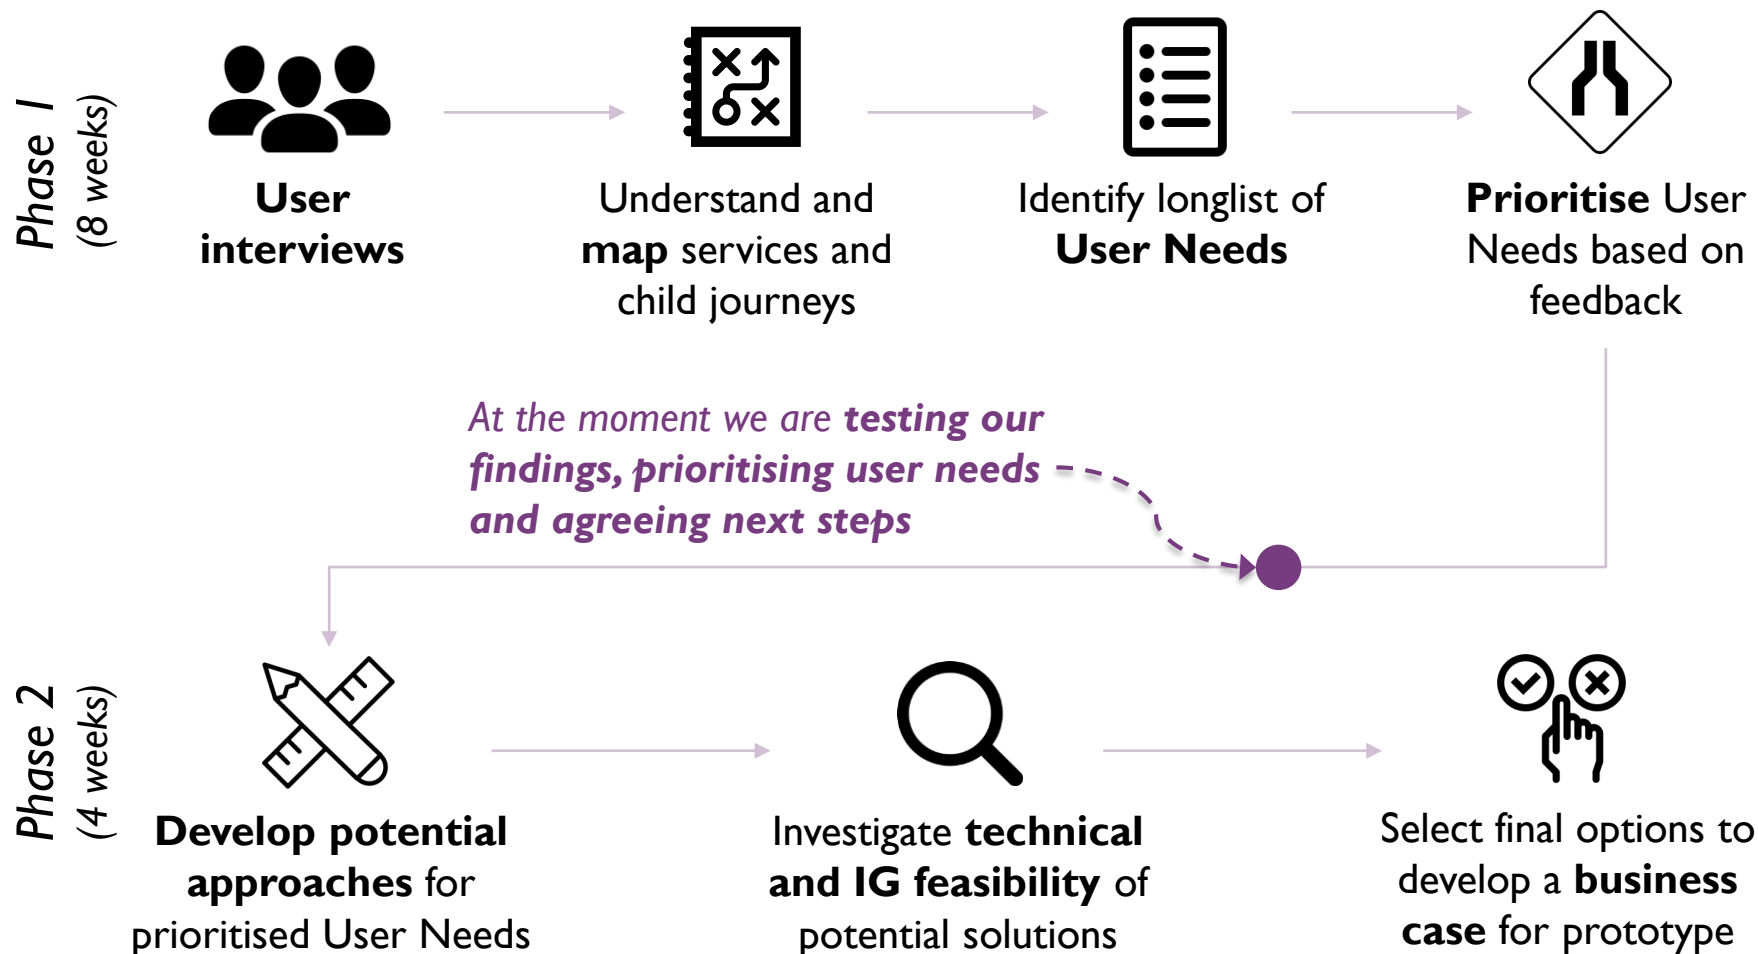 Phase 1
(8 weeks)
User
interviews
Understand and
map services and
child journeys
Identify longlist of
User Needs
Prioritise User
Needs based on
feedback
At the moment we are testing our
findings, prioritising user needs
and agreeing next steps
Phase 2
(4 weeks)
Develop potential
approaches for
prioritised User Needs
Investigate technical
and IG feasibility of
potential solutions
Select final options to
develop a business
case for prototype